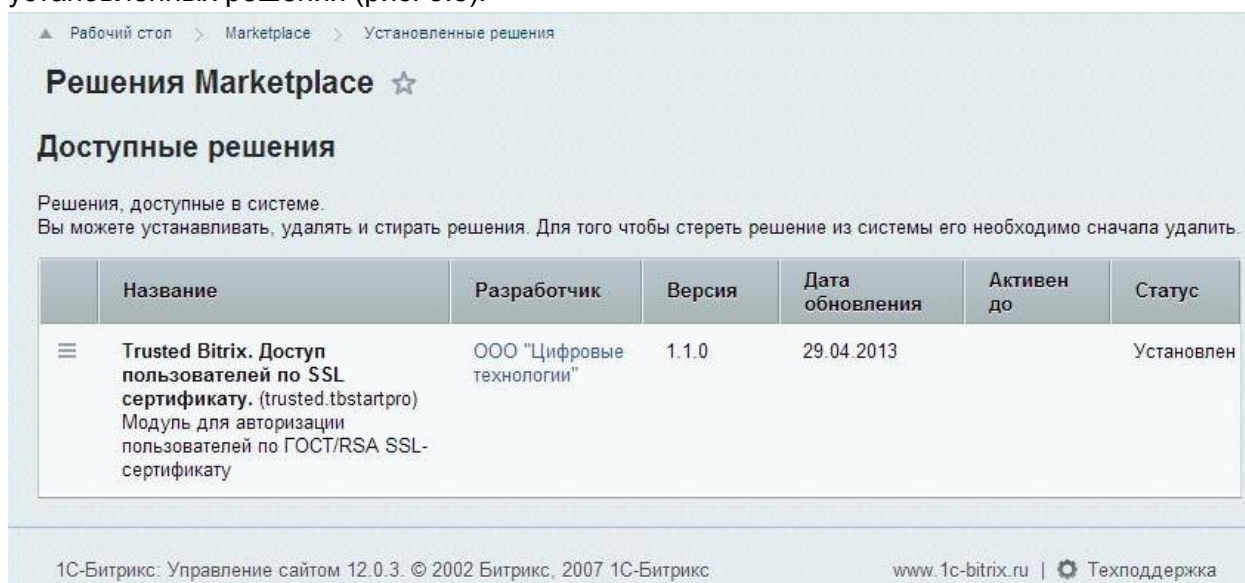 Рабочий стол > Marketplace > Установленные решения
Решения Marketplace
Доступные решения
Решения, доступные в системе.
Вы можете устанавливать, удалять и стирать решения. Для того чтобы стереть решение из системы его необходимо сначала удалить.
Название Разработчик Версия Дата обновления Активен до Статус
Trusted Bitrix. Доступ ООО "Цифровые 1.1.0 29.04.2013 Установлен
пользователей по SSL технологии"
сертификату. (trusted.tbstartpro)
Модуль для авторизации
пользователей по ГОСТ/RSA SSL-
сертификату
1С-Битрикс: Управление сайтом 12.0.3. © 2002 Битрикс, 2007 1С-Битрикс www.1c-bitrix.ru | Техподдержка